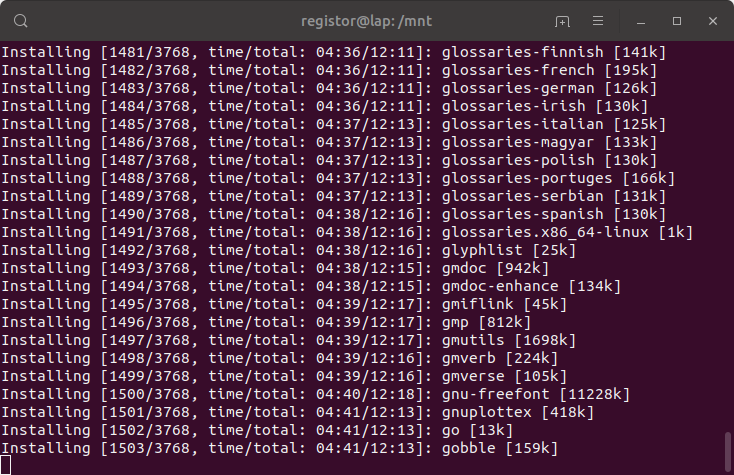 registor@lap: /mnt
Installing [1481/3768, time/total: 04:36/12:11]: glossaries-finnish [141k]
Installing [1482/3768, time/total: 04:36/12:11]: glossaries-french [195k]
Installing [1483/3768, time/total: 04:36/12:11]: glossaries-german [126k]
Installing [1484/3768, time/total: 04:36/12:11]: glossaries-irish [130k]
Installing [1485/3768, time/total: 04:37/12:13]: glossaries-italian [125k]
Installing [1486/3768, time/total: 04:37/12:13]: glossaries-magyar [133k]
Installing [1487/3768, time/total: 04:37/12:13]: glossaries-polish [130k]
Installing [1488/3768, time/total: 04:37/12:13]: glossaries-portuges [166k]
Installing [1489/3768, time/total: 04:37/12:13]: glossaries-serbian [131k]
Installing [1490/3768, time/total: 04:38/12:16]: glossaries-spanish [130k]
Installing [1491/3768, time/total: 04:38/12:16]: glossaries.x86_64-linux [1k]
Installing [1492/3768, time/total: 04:38/12:16]: glyphlist [25k]
Installing [1493/3768, time/total: 04:38/12:15]: gmdoc [942k]
Installing [1494/3768, time/total: 04:38/12:15]: gmdoc-enhance [134k]
Installing [1495/3768, time/total: 04:39/12:17]: gmiflink [45k]
Installing [1496/3768, time/total: 04:39/12:17]: gmp [812k]
Installing [1497/3768, time/total: 04:39/12:17]: gmutils [1698k]
Installing [1498/3768, time/total: 04:39/12:16]: gmverb [224k]
Installing [1499/3768, time/total: 04:39/12:16]: gmverse [105k]
Installing [1500/3768, time/total: 04:40/12:18]: gnu-freefont [11228k]
Installing [1501/3768, time/total: 04:41/12:13]: gnuplottex [418k]
Installing [1502/3768, time/total: 04:41/12:13]: go [13k]
Installing [1503/3768, time/total: 04:41/12:13]: gobble [159k]